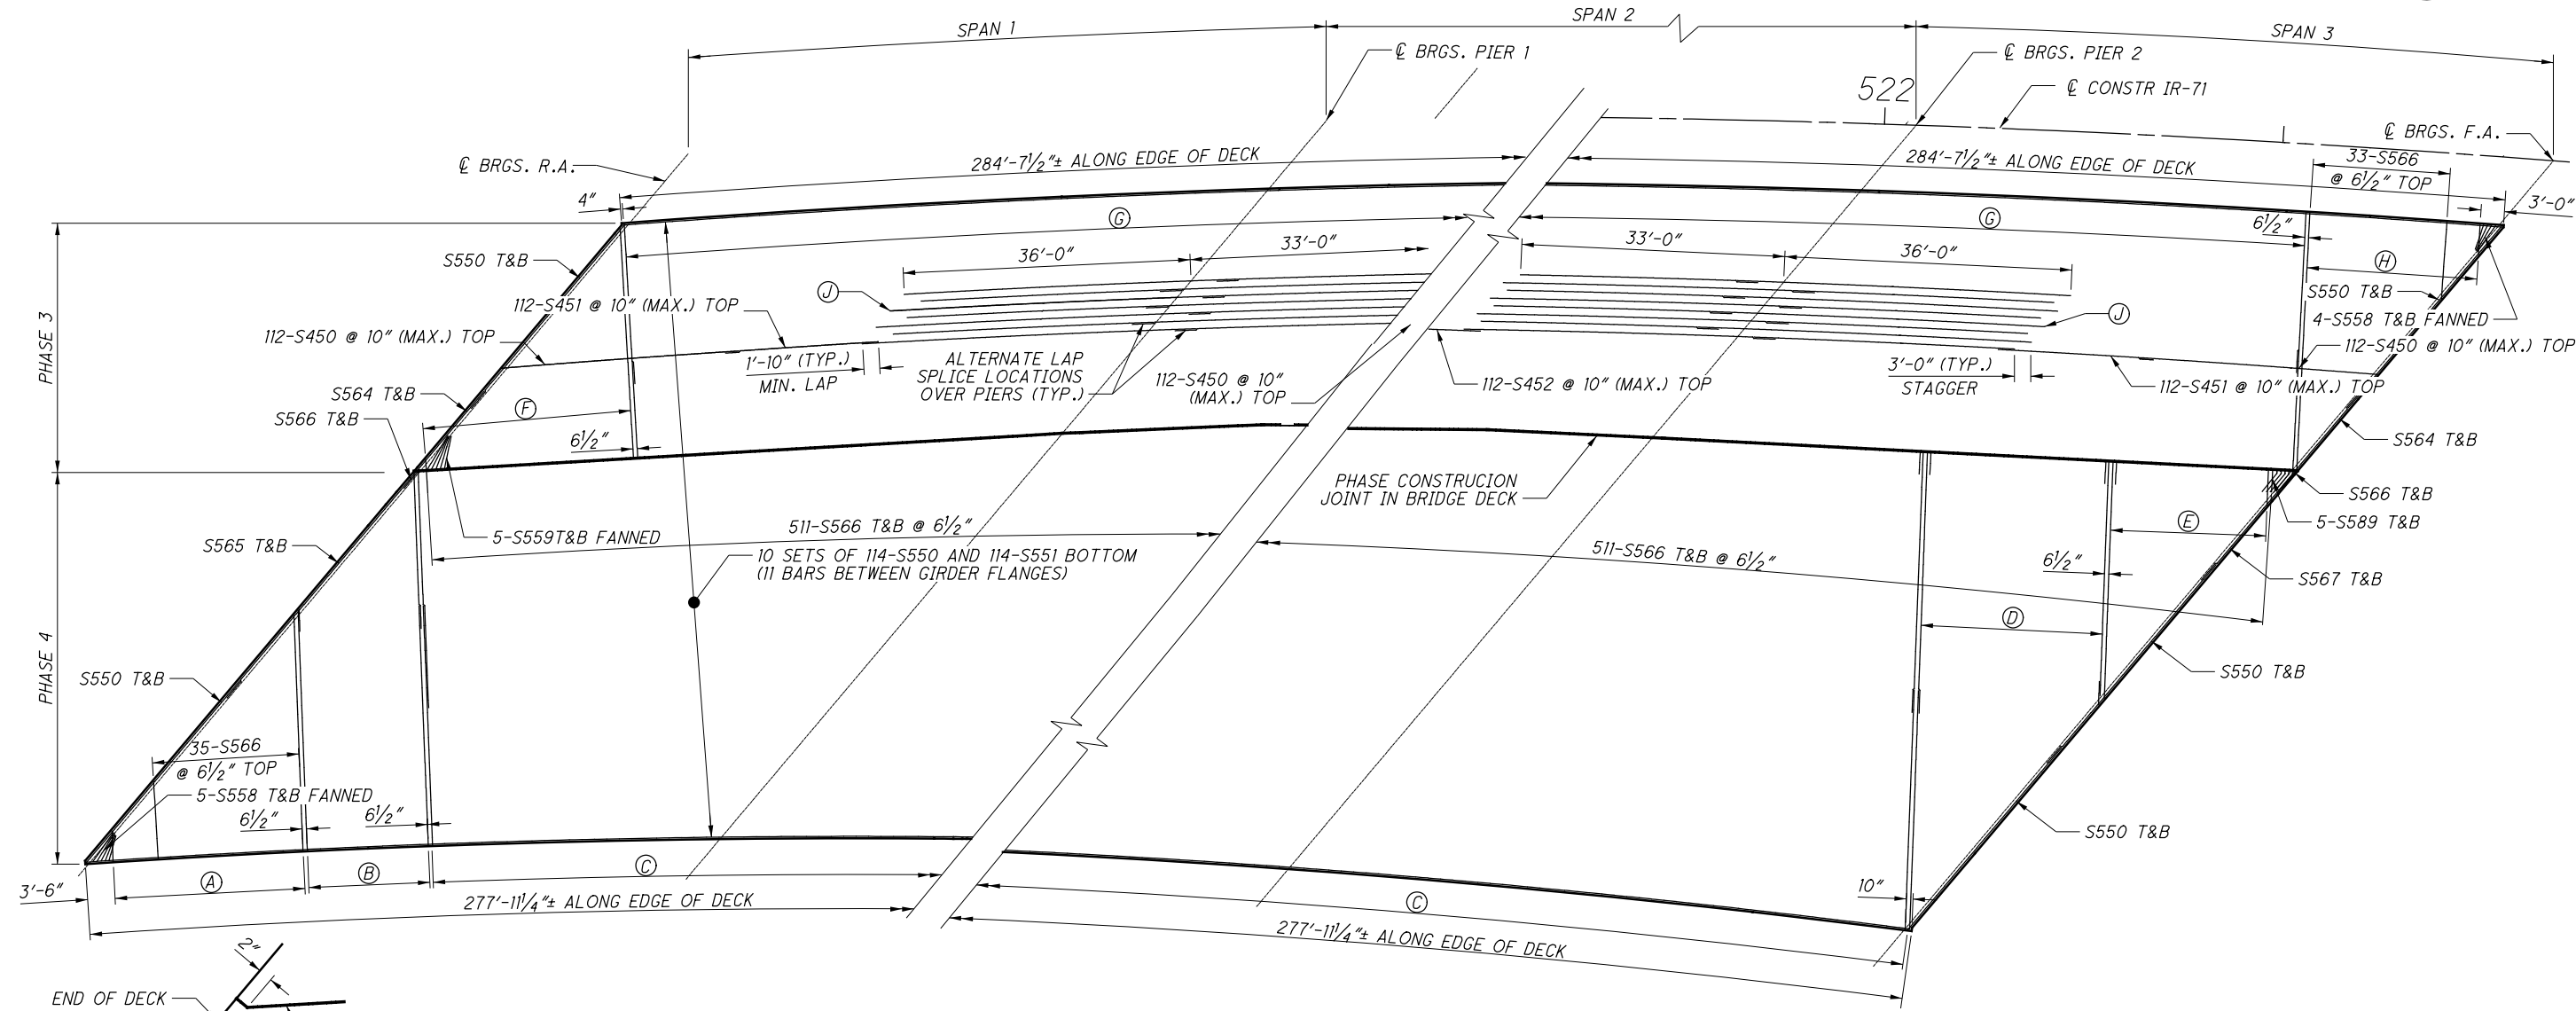 SPAN 1
SPAN 2
SPAN 3
℄ BRGS. PIER 1
℄ BRGS. PIER 2
522
℄ CONSTR IR-71
℄ BRGS. R.A.
℄ BRGS. F.A.
284'-7½"± ALONG EDGE OF DECK
284'-7½"± ALONG EDGE OF DECK
33-S566
@ 6½" TOP
3'-0"
4"
G
G
6½"
H
PHASE 3
S550 T&B
36'-0"
33'-0"
33'-0"
36'-0"
S550 T&B
4-S558 T&B FANNED
J
J
112-S451 @ 10" (MAX.) TOP
112-S450 @ 10" (MAX.) TOP
112-S450 @ 10" (MAX.) TOP
1'-10" (TYP.)
MIN. LAP
ALTERNATE LAP
SPLICE LOCATIONS
OVER PIERS (TYP.)
112-S450 @ 10"
(MAX.) TOP
112-S452 @ 10" (MAX.) TOP
3'-0" (TYP.)
STAGGER
112-S451 @ 10" (MAX.) TOP
S564 T&B
F
S566 T&B
6½"
S564 T&B
PHASE CONSTRUCION
JOINT IN BRIDGE DECK
S566 T&B
5-S589 T&B
5-S559T&B FANNED
511-S566 T&B @ 6½"
10 SETS OF 114-S550 AND 114-S551 BOTTOM
(11 BARS BETWEEN GIRDER FLANGES)
511-S566 T&B @ 6½"
E
6½"
S567 T&B
S565 T&B
D
PHASE 4
S550 T&B
S550 T&B
35-S566
@ 6½" TOP
5-S558 T&B FANNED
6½"
6½"
S550 T&B
3'-6"
A
B
C
C
10"
277'-11¼"± ALONG EDGE OF DECK
277'-11¼"± ALONG EDGE OF DECK
2"
END OF DECK